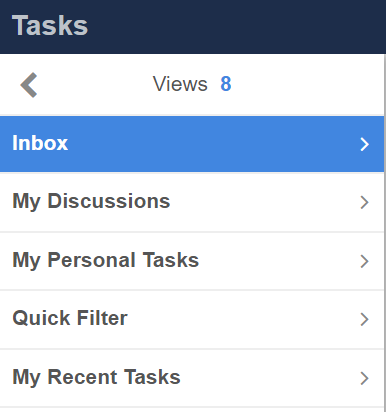 Tasks
Views 8
Inbox
My Discussions
My Personal Tasks
Quick Filter
My Recent Tasks